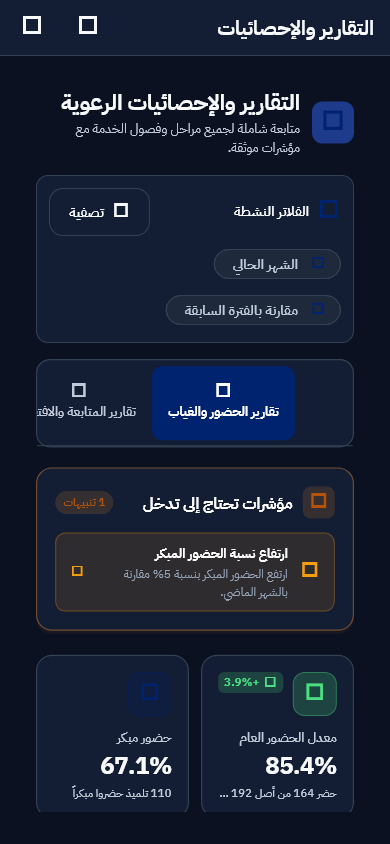 التقارير والإحصائيات
التقارير والإحصائيات الرعوية
متابعة شاملة لجميع مراحل وفصول الخدمة مع
مؤشرات موثقة.
الفلاتر النشطة
تصفية
الشهر الحالي
مقارنة بالفترة السابقة
تقارير الحضور والغياب
تقارير المتابعة والافت
مؤشرات تحتاج إلى تدخل
1 تنبيهات
ارتفاع نسبة الحضور المبكر
ارتفع الحضور المبكر بنسبة 5% مقارنة
بالشهر الماضي.
+3.9%
معدل الحضور العام
85.4%
حضر 164 من أصل 192 ...
حضور مبكر
67.1%
110 تلميذ حضروا مبكراً